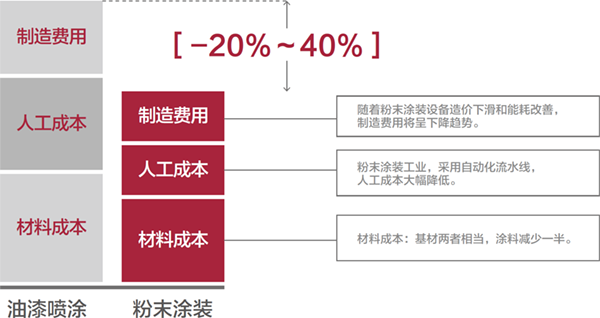 制造费用
[ -20%~40% ]
人工成本
制造费用
随着粉末涂装设备造价下滑和能耗改善，
制造费用将呈下降趋势。
人工成本
粉末涂装工业，采用自动化流水线，
人工成本大幅降低。
材料成本
材料成本
材料成本：基材两者相当，涂料减少一半。
油漆喷涂
粉末涂装